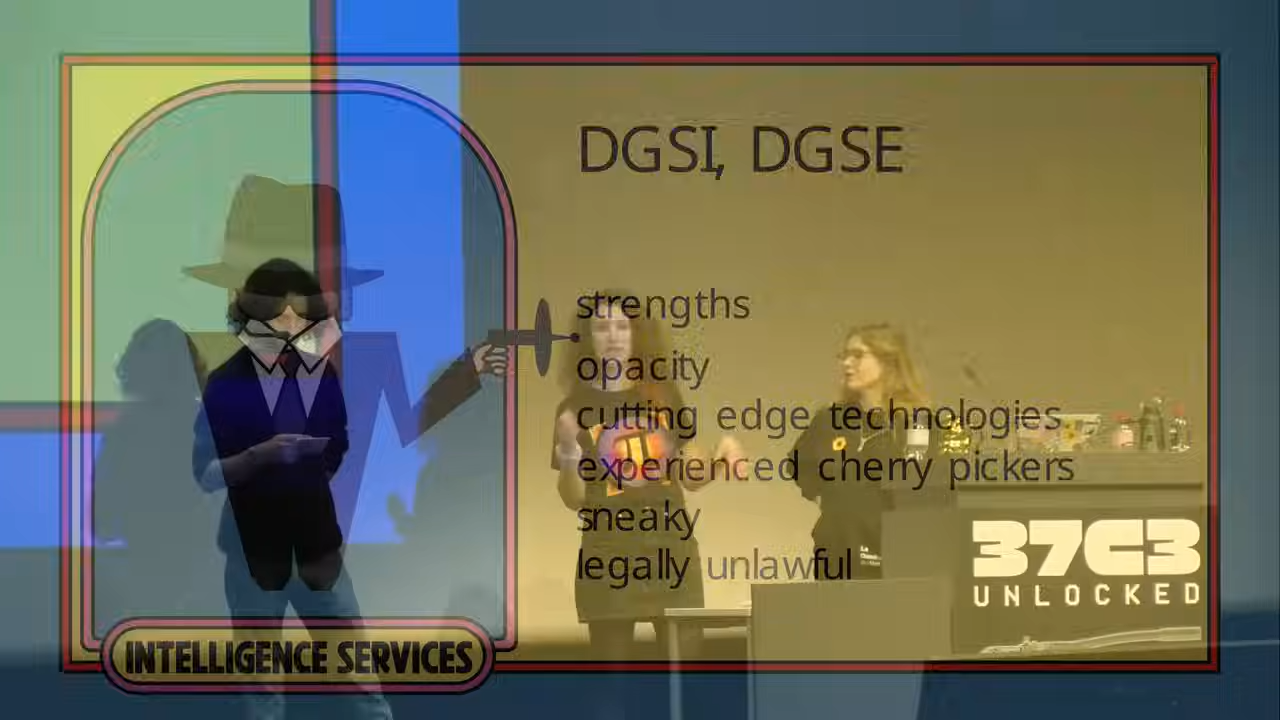 DGSI, DGSE
strengths
opacity
cutting edge technologies
experienced cherry pickers
sneaky
legally unlawful
37C3
UNLOCKED
INTELLIGENCE SERVICES